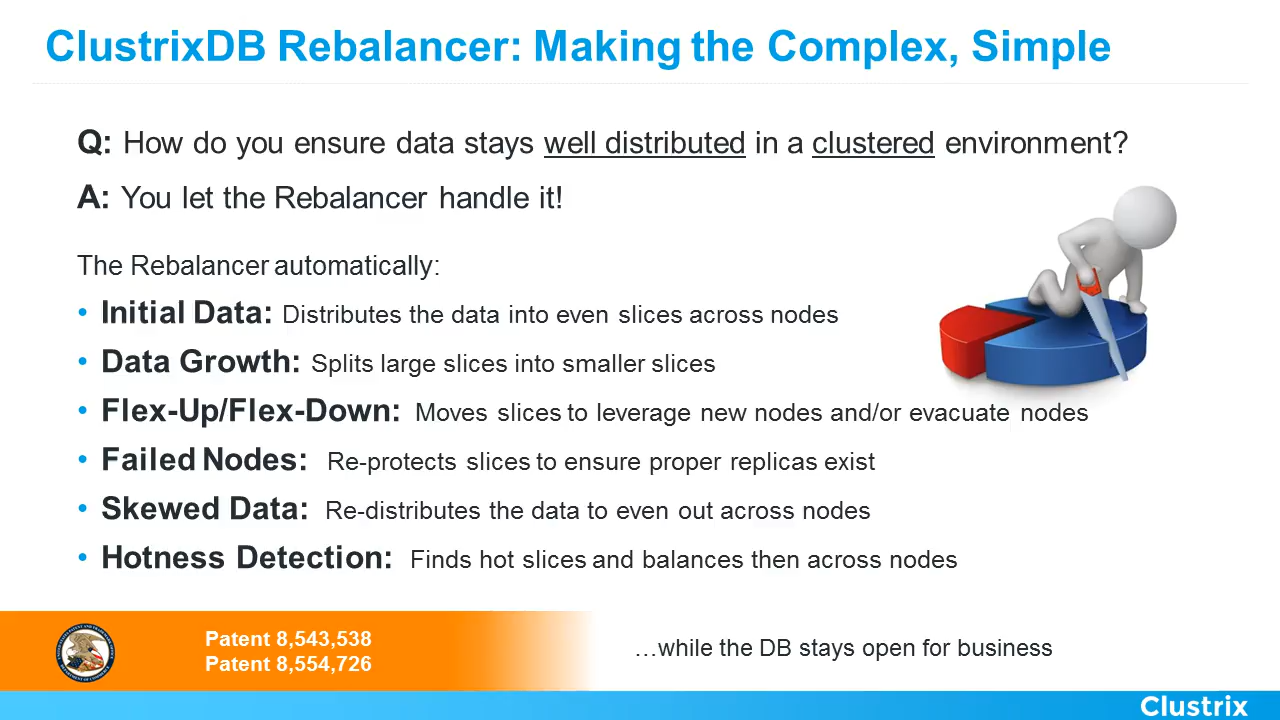 ClustrixDB Rebalancer: Making the Complex, Simple
Q: How do you ensure data stays well distributed in a clustered environment?
A: You let the Rebalancer handle it!
The Rebalancer automatically:
• Initial Data: Distributes the data into even slices across nodes
• Data Growth: Splits large slices into smaller slices
• Flex-Up/Flex-Down: Moves slices to leverage new nodes and/or evacuate nodes
• Failed Nodes: Re-protects slices to ensure proper replicas exist
• Skewed Data: Re-distributes the data to even out across nodes
• Hotness Detection: Finds hot slices and balances then across nodes
Patent 8,543,538
Patent 8,554,726
…while the DB stays open for business
Clustrix